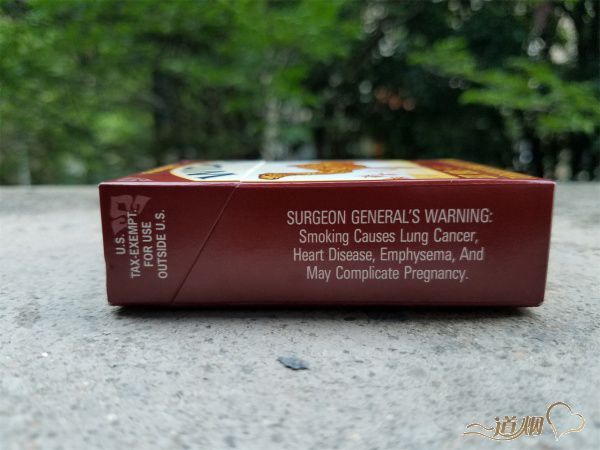 U.S.
TAX-EXEMPT.
FOR USE
OUTSIDE U.S.
SURGEON GENERAL'S WARNING:
Smoking Causes Lung Cancer,
Heart Disease, Emphysema, And
May Complicate Pregnancy.
一道烟